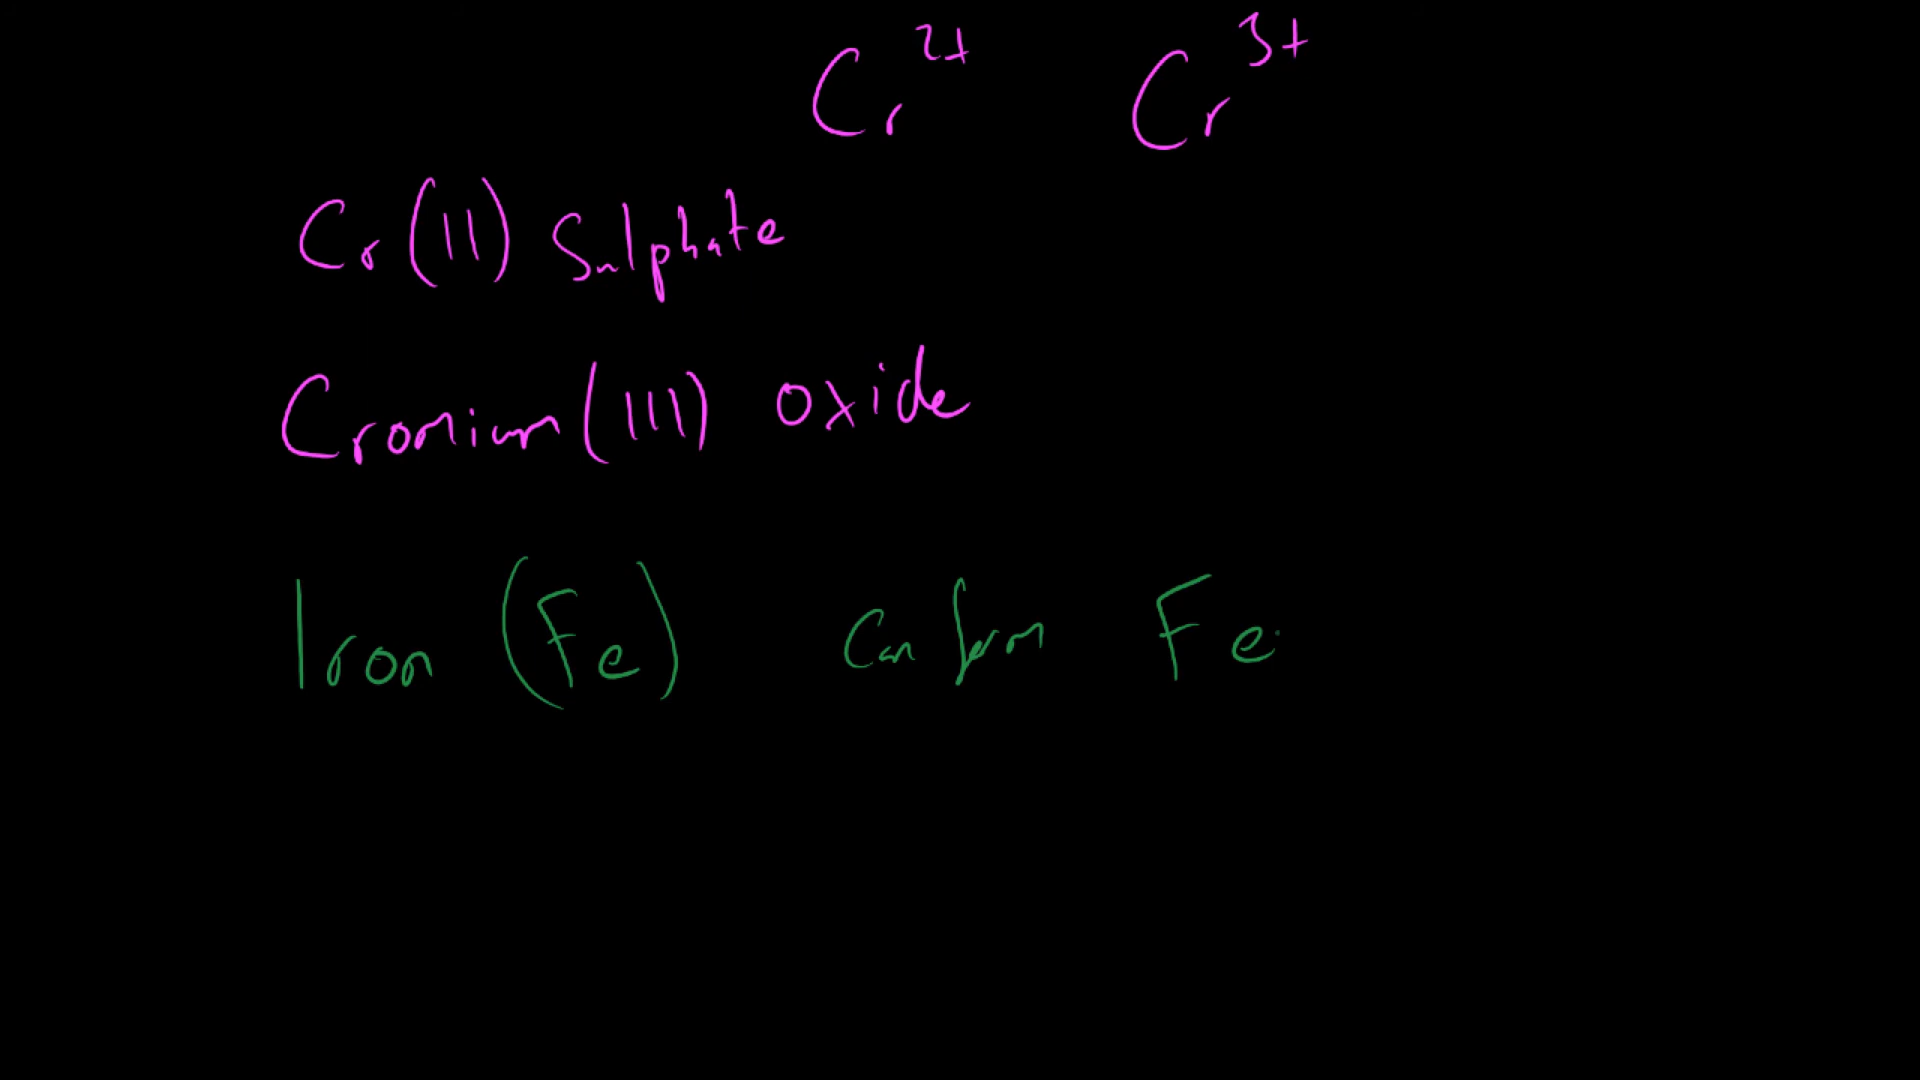 Cr²⁺ Cr³⁺
Cr(II) Sulphate
Cromium(III) oxide
Iron (Fe) Can form Fe